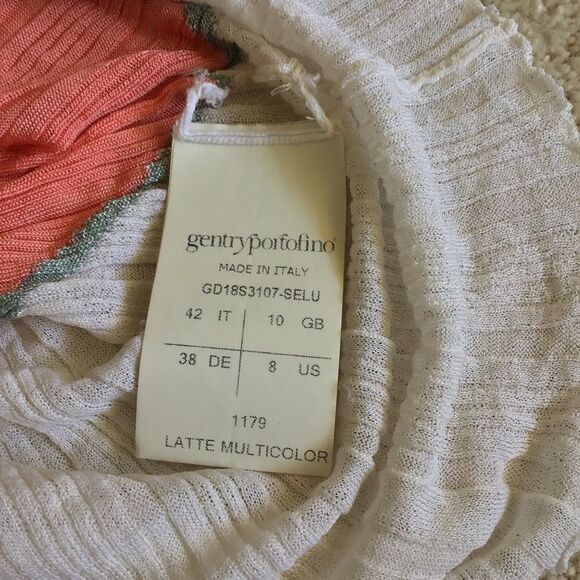 gentryportofino®
MADE IN ITALY
GD18S3107-SELU
42 IT 10 GB
38 DE 8 US
1179
LATTE MULTICOLOR